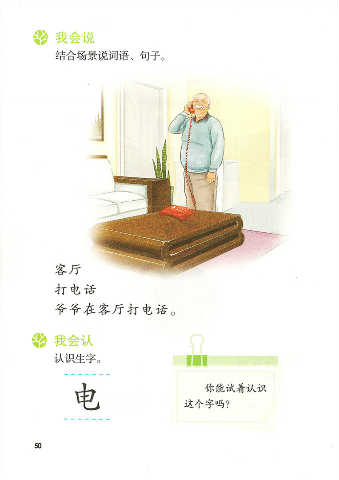 我会说
结合场景说词语、句子。
客厅
打电话
爷爷在客厅打电话。
我会认
认识生字。
电
你能试着认识
这个字吗?
50